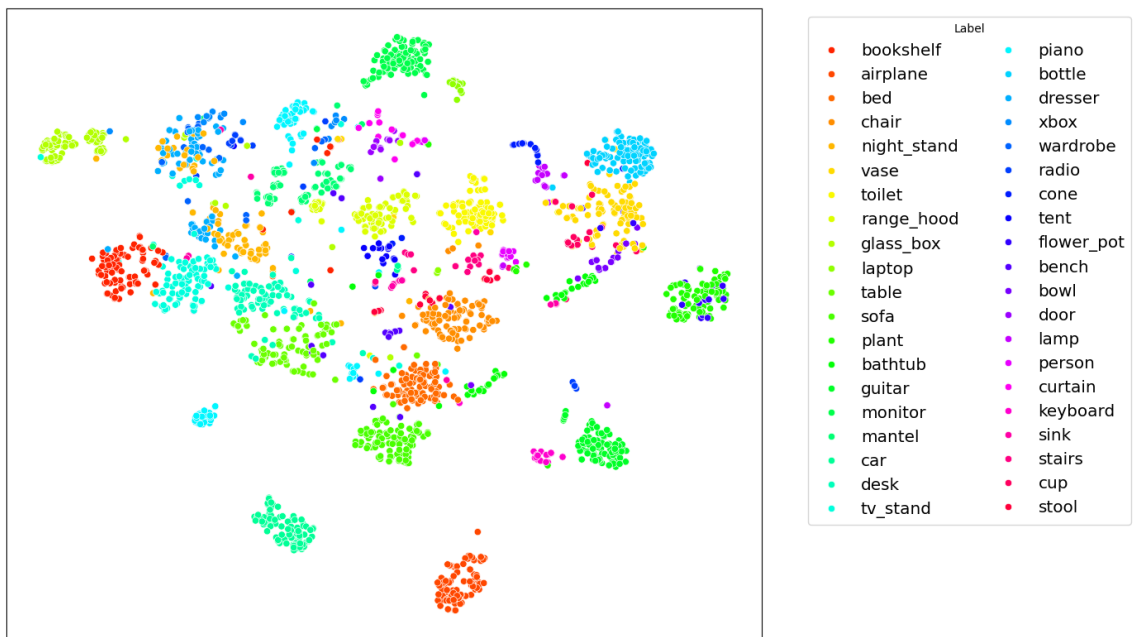 Label
bookshelf
airplane
bed
chair
night_stand
vase
toilet
range_hood
glass_box
laptop
table
sofa
plant
bathtub
guitar
monitor
mantel
car
desk
tv_stand
piano
bottle
dresser
xbox
wardrobe
radio
cone
tent
flower_pot
bench
bowl
door
lamp
person
curtain
keyboard
sink
stairs
cup
stool